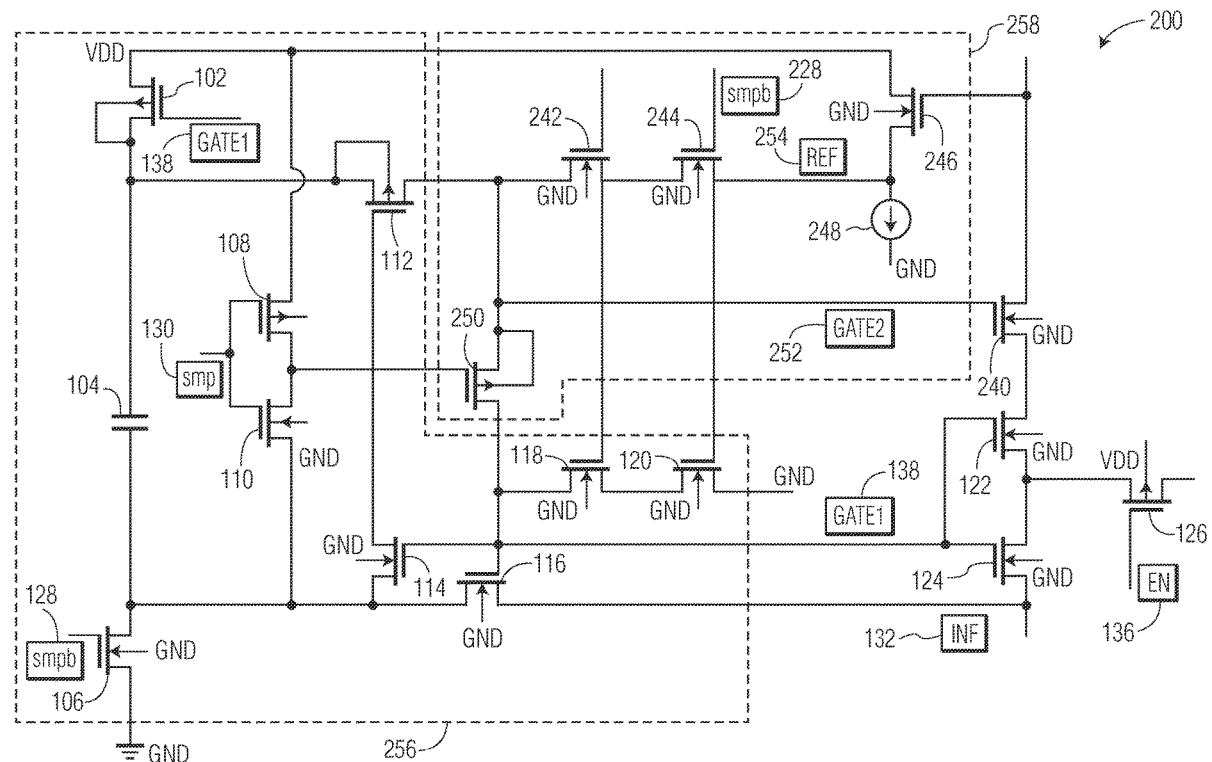 200
258
VDD
102
228
smpb
242
244
GND
138
GATE1
254
REF
246
GND
GND
248
112
GND
108
250
GATE2
252
GND
130
smp
240
104
118
120
VDD
GND
GND
138
122
GND
110
GND
GND
GATE1
126
GND
116
114
124
GND
EN
128
GND
132
INF
136
smpb
GND
106
256
GND